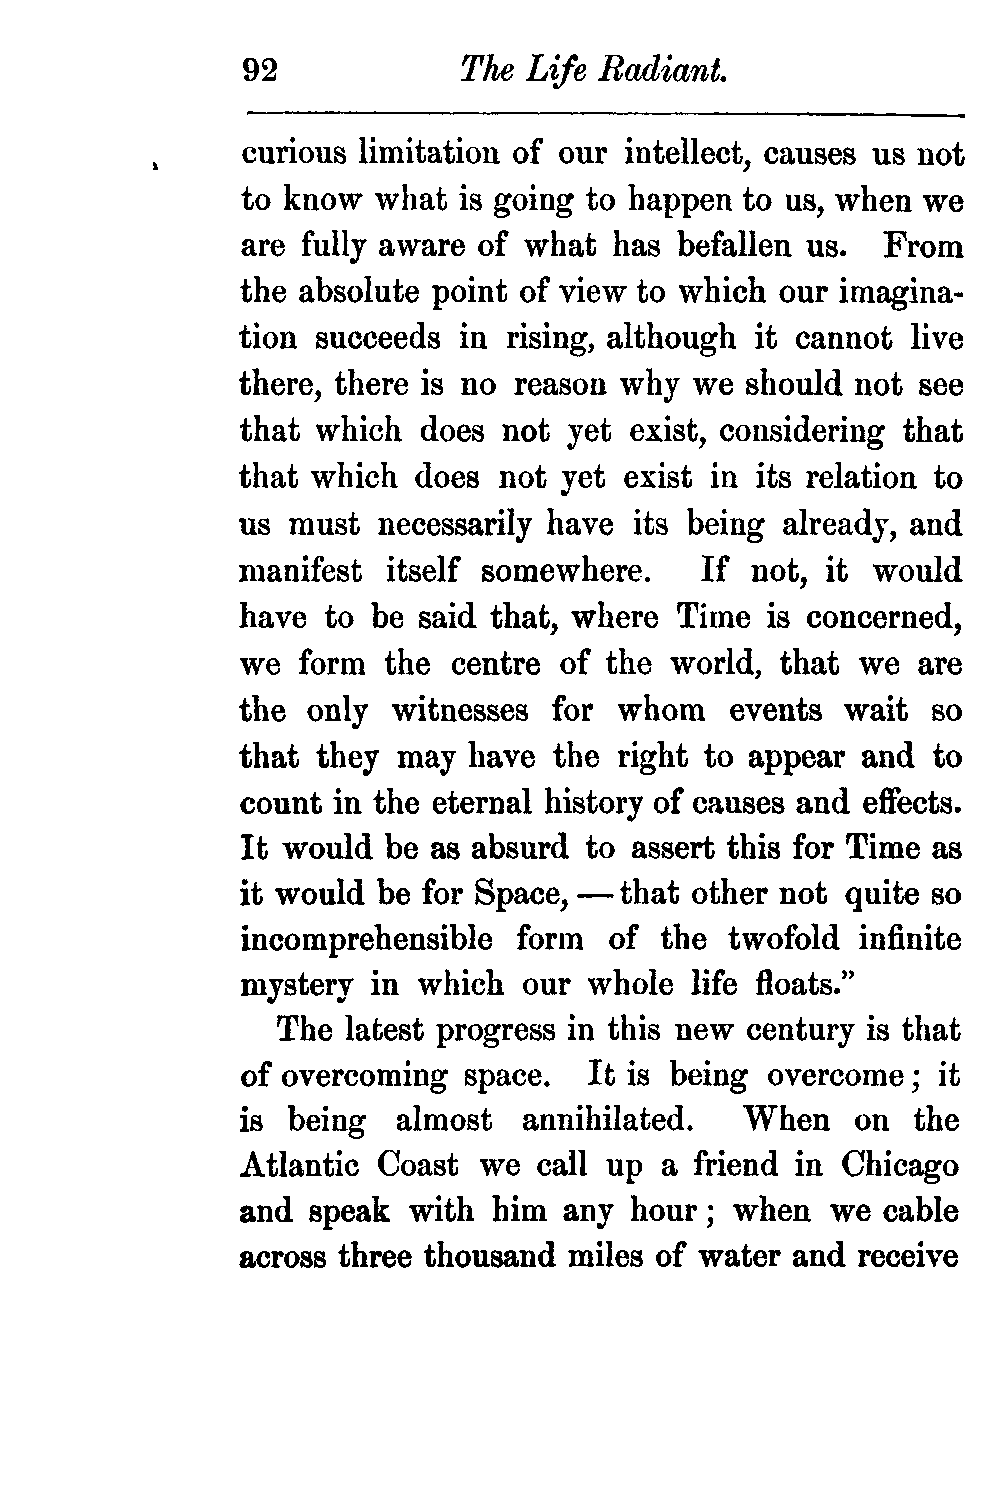 92 The Life Radiant.
curious limitation of our intellect, causes us not
to know what is going to happen to us, when we
are fully aware of what has befallen us. From
the absolute point of view to which our imagina-
tion succeeds in rising, although it cannot live
there, there is no reason why we should not see
that which does not yet exist, considering that
that which does not yet exist in its relation to
us must necessarily have its being already, and
manifest itself somewhere. If not, it would
have to be said that, where Time is concerned,
we form the centre of the world, that we are
the only witnesses for whom events wait so
that they may have the right to appear and to
count in the eternal history of causes and effects.
It would be as absurd to assert this for Time as
it would be for Space, — that other not quite so
incomprehensible form of the twofold infinite
mystery in which our whole life floats.”
The latest progress in this new century is that
of overcoming space. It is being overcome; it
is being almost annihilated. When on the
Atlantic Coast we call up a friend in Chicago
and speak with him any hour; when we cable
across three thousand miles of water and receive